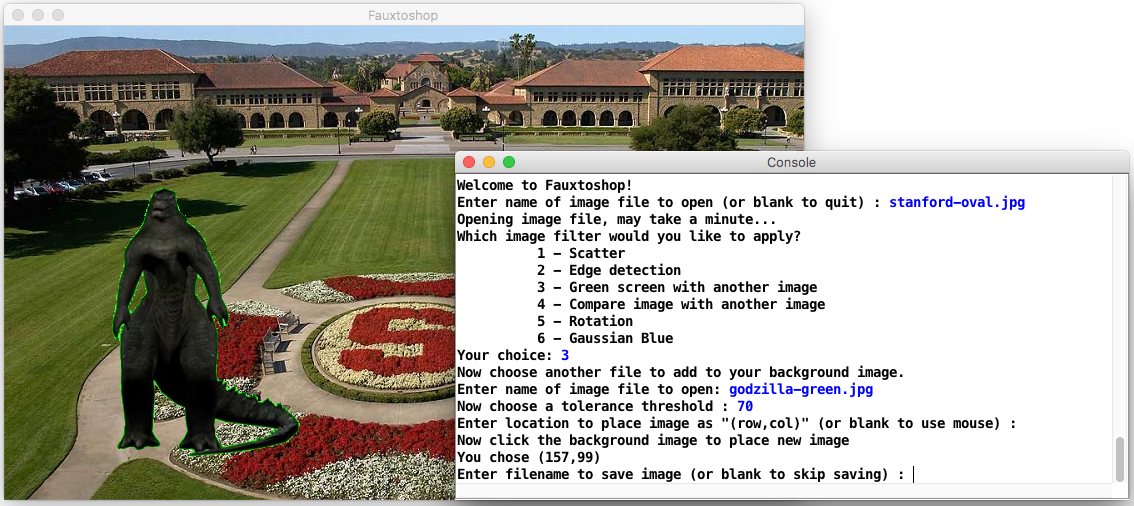 Fauxtoshop
Console
Welcome to Fauxtoshop!
Enter name of image file to open (or blank to quit) : stanford-oval.jpg
Opening image file, may take a minute...
Which image filter would you like to apply?
1 - Scatter
2 - Edge detection
3 - Green screen with another image
4 - Compare image with another image
5 - Rotation
6 - Gaussian Blue
Your choice: 3
Now choose another file to add to your background image.
Enter name of image file to open: godzilla-green.jpg
Now choose a tolerance threshold : 70
Enter location to place image as "(row,col)" (or blank to use mouse) :
Now click the background image to place new image
You chose (157,99)
Enter filename to save image (or blank to skip saving) :